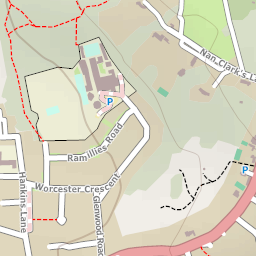 Nan Clark's L
P
Ramillies Road
P
Worcester Crescent
Hankins Lane
Glenwood Road